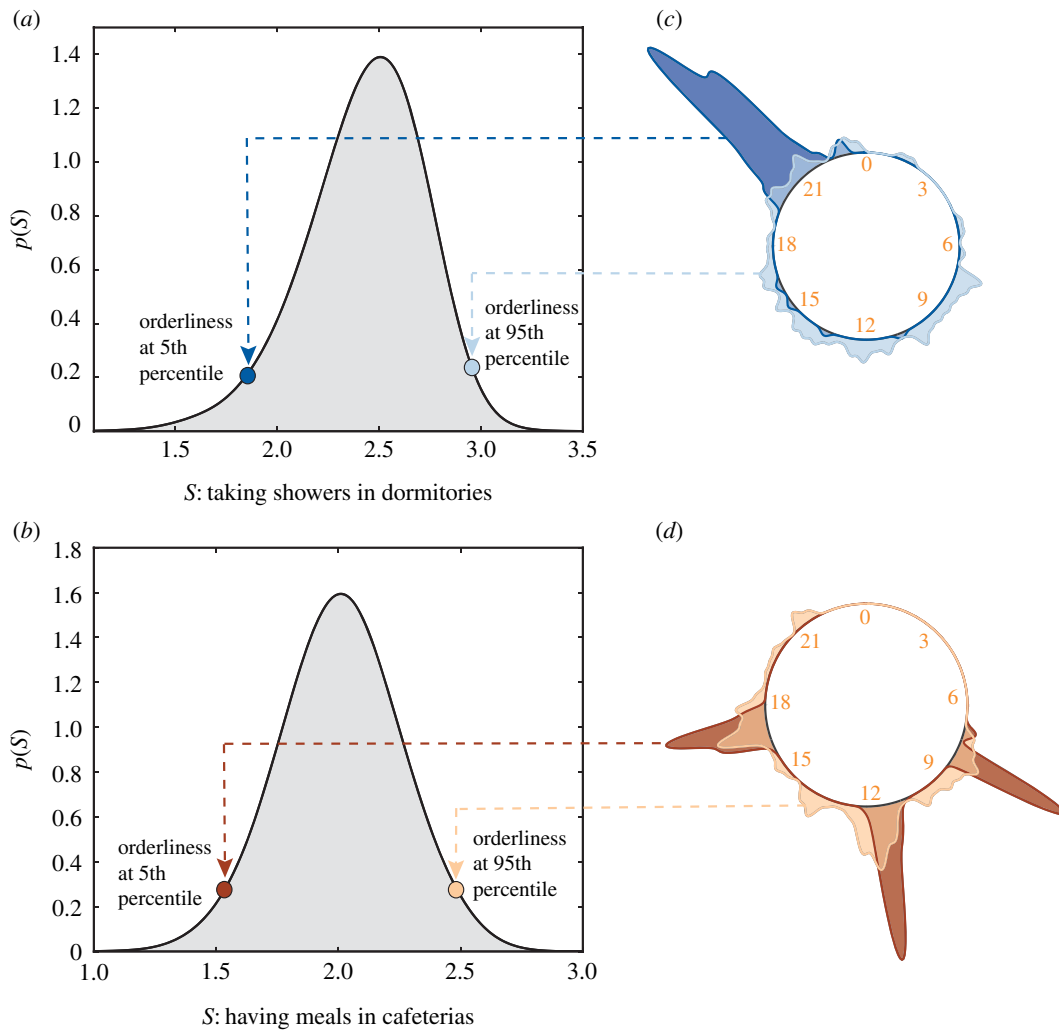 (a)
1.4
1.2
1.0
0.8
0.6
0.4
0.2
0
p(S)
orderliness
at 5th
percentile
orderliness
at 95th
percentile
1.5
2.0
2.5
3.0
3.5
S: taking showers in dormitories
(c)
0
3
6
9
12
15
18
21
(b)
1.8
1.6
1.4
1.2
1.0
0.8
0.6
0.4
0.2
0
p(S)
orderliness
at 5th
percentile
orderliness
at 95th
percentile
1.0
1.5
2.0
2.5
3.0
S: having meals in cafeterias
(d)
0
3
6
9
12
15
18
21